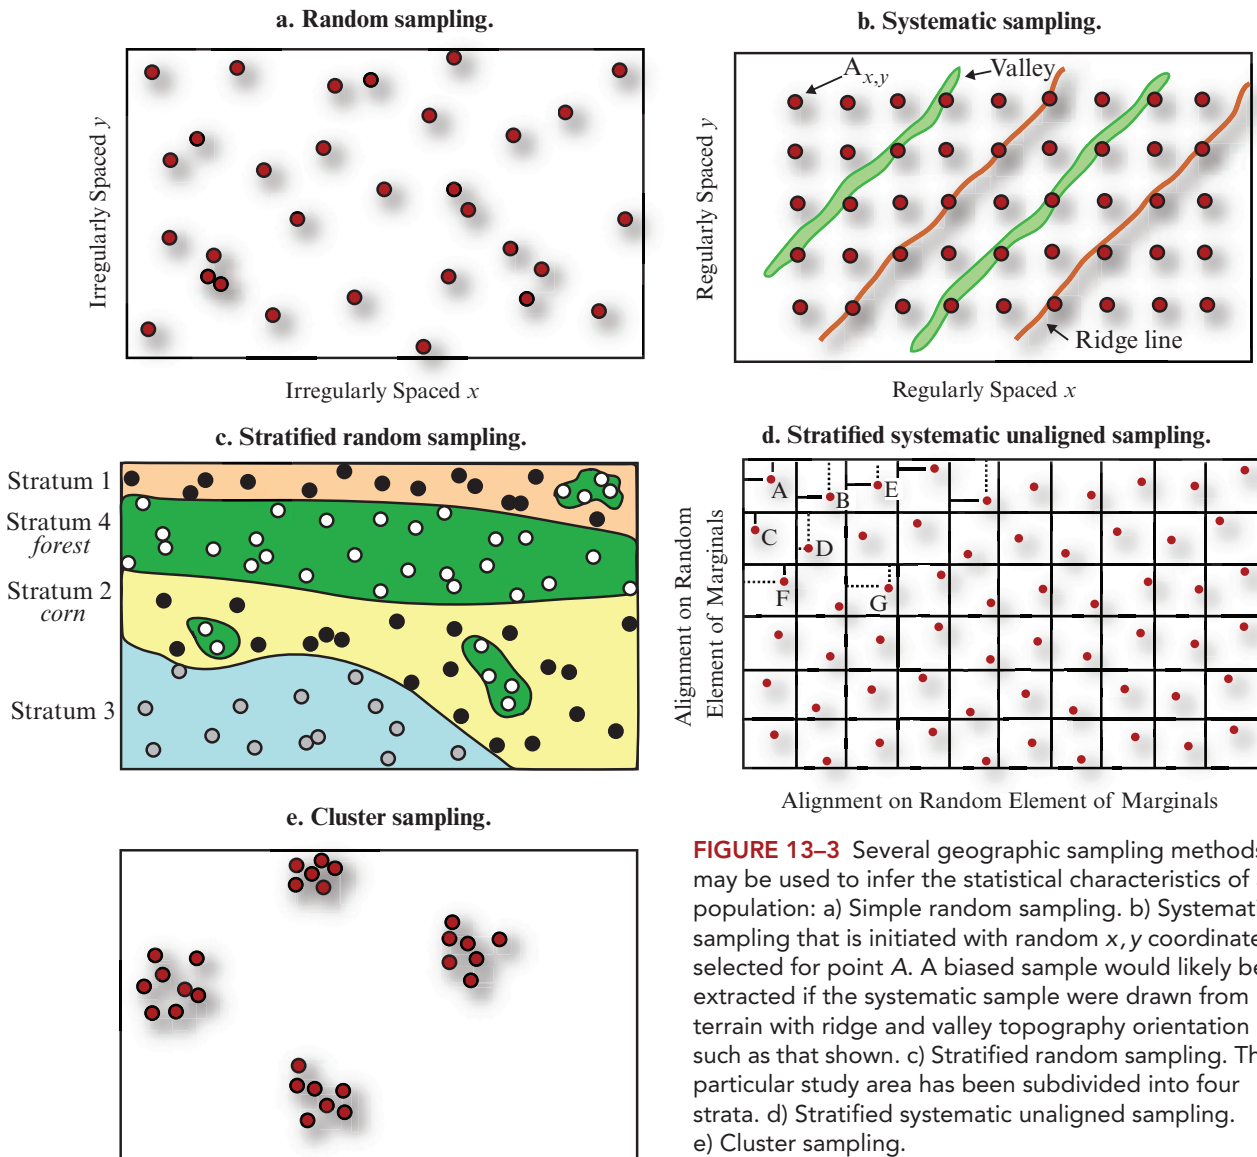 a. Random sampling.
Irregularly Spaced y
Irregularly Spaced x
b. Systematic sampling.
A x,y
Valley
Ridge line
Regularly Spaced y
Regularly Spaced x
c. Stratified random sampling.
Stratum 1
Stratum 4
forest
Stratum 2
corn
Stratum 3
d. Stratified systematic unaligned sampling.
A
B
E
C
D
F
G
Alignment on Random
Element of Marginals
Alignment on Random Element of Marginals
e. Cluster sampling.
FIGURE 13–3 Several geographic sampling methods
may be used to infer the statistical characteristics of
population: a) Simple random sampling. b) Systemati
sampling that is initiated with random x,y coordinate
selected for point A. A biased sample would likely be
extracted if the systematic sample were drawn from
terrain with ridge and valley topography orientation
such as that shown. c) Stratified random sampling. Th
particular study area has been subdivided into four
strata. d) Stratified systematic unaligned sampling.
e) Cluster sampling.